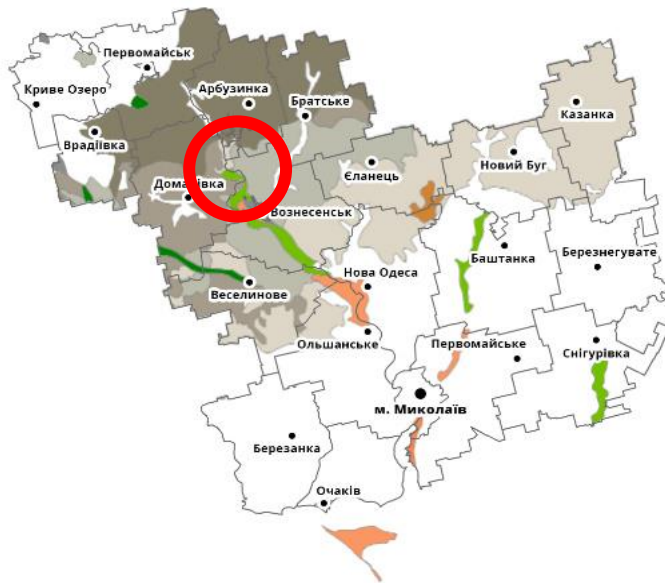 Первомайськ
Криве Озеро
Арбузинка
Братське
Казанка
Врадіївка
Єланець
Новий Буг
Вознесенськ
Нова Одеса
Баштанка
Березнегувате
Веселинове
Ольшанське
Первомайське
Снігурівка
м. Миколаїв
Березанка
Очаків